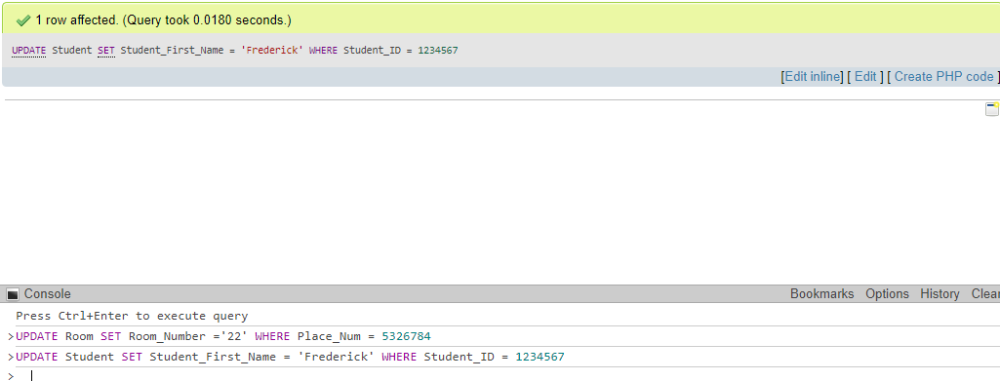 1 row affected. (Query took 0.0180 seconds.)
UPDATE Student SET Student_First_Name = 'Frederick' WHERE Student_ID = 1234567
[Edit inline] [ Edit ] [ Create PHP code ]
Console
Bookmarks Options History Clear
Press Ctrl+Enter to execute query
>UPDATE Room SET Room_Number ='22' WHERE Place_Num = 5326784
>UPDATE Student SET Student_First_Name = 'Frederick' WHERE Student_ID = 1234567
>